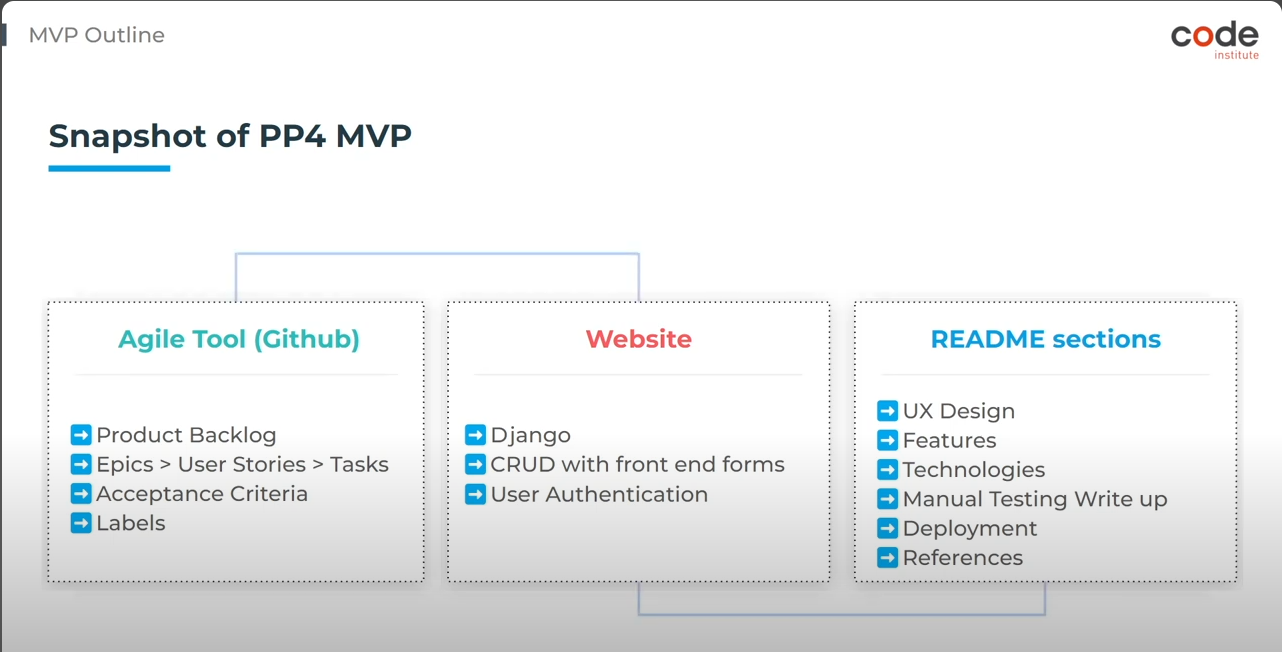 MVP Outline
code
institute
Snapshot of PP4 MVP
Agile Tool (Github)
Product Backlog
Epics > User Stories > Tasks
Acceptance Criteria
Labels
Website
Django
CRUD with front end forms
User Authentication
README sections
UX Design
Features
Technologies
Manual Testing Write up
Deployment
References